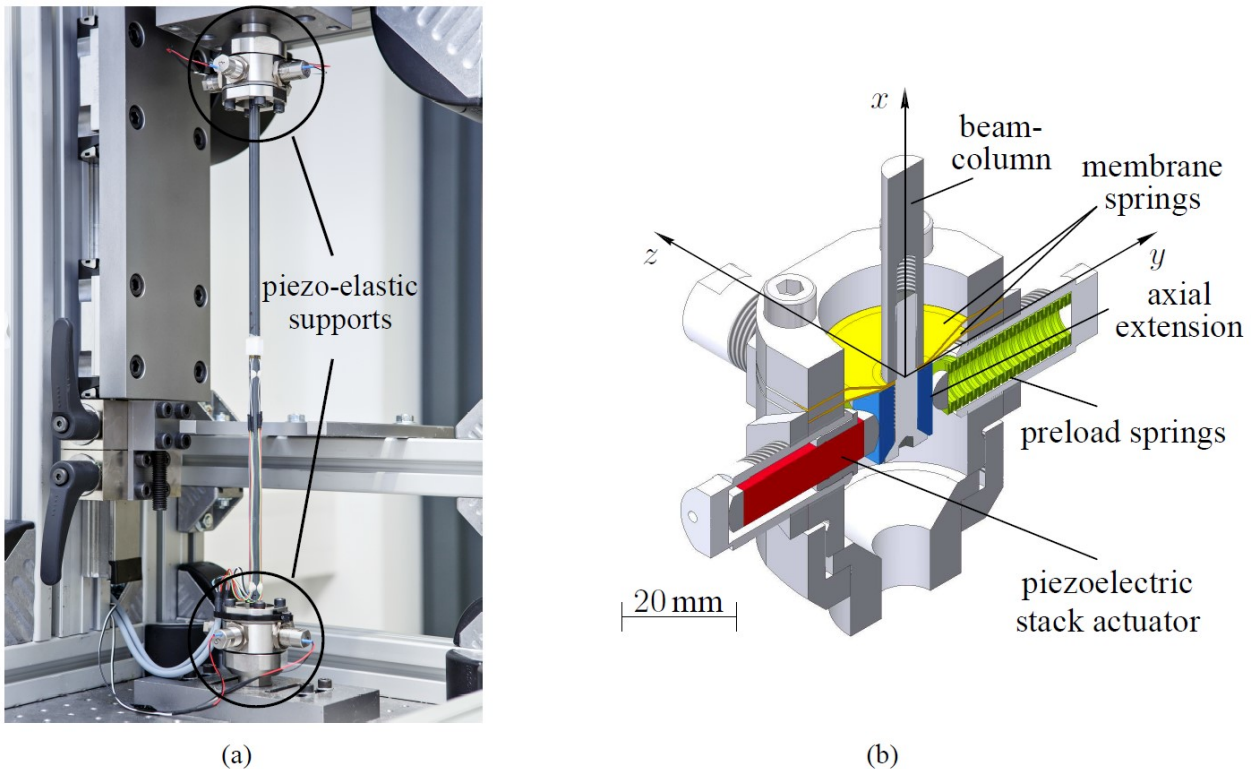 piezo-elastic
supports
(a)
x
beam-
column
membrane
springs
z
y
axial
extension
preload springs
20 mm
piezoelectric
stack actuator
(b)